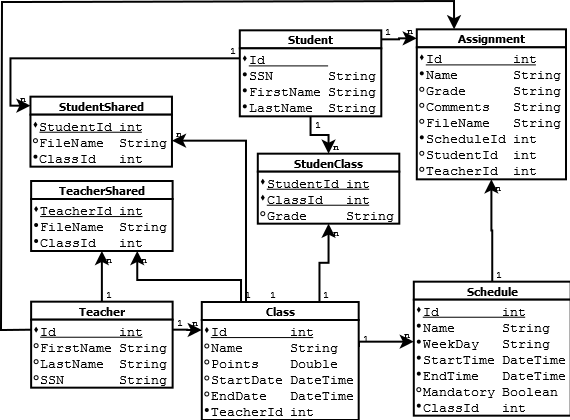 Student
Id
SSN String
FirstName String
LastName String
Assignment
Id int
Name String
Grade String
Comments String
FileName String
ScheduleId int
StudentId int
TeacherId int
StudentShared
StudentId int
FileName String
ClassId int
StudenClass
StudentId int
ClassId int
Grade String
TeacherShared
TeacherId int
FileName String
ClassId int
Teacher
Id int
FirstName String
LastName String
SSN String
Class
Id int
Name String
Points Double
StartDate DateTime
EndDate DateTime
TeacherId int
Schedule
Id int
Name String
WeekDay String
StartTime DateTime
EndTime DateTime
Mandatory Boolean
ClassId int
1
n
1
n
1
n
1
n
1
n
1
n
1
n
1
n
1
n
1
n